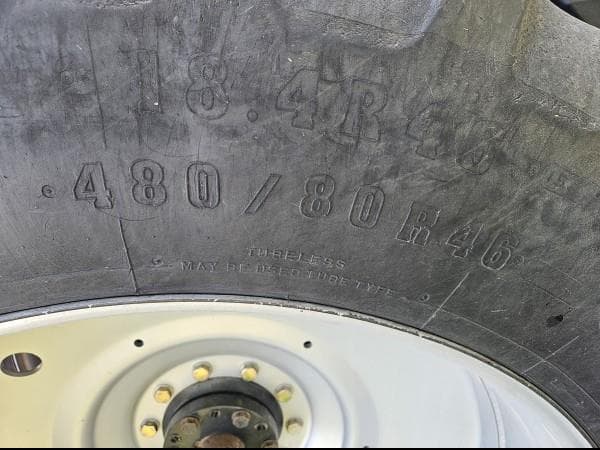 18.4R46
480/80R46
TUBELESS
MAY BE USED TUBE TYPE